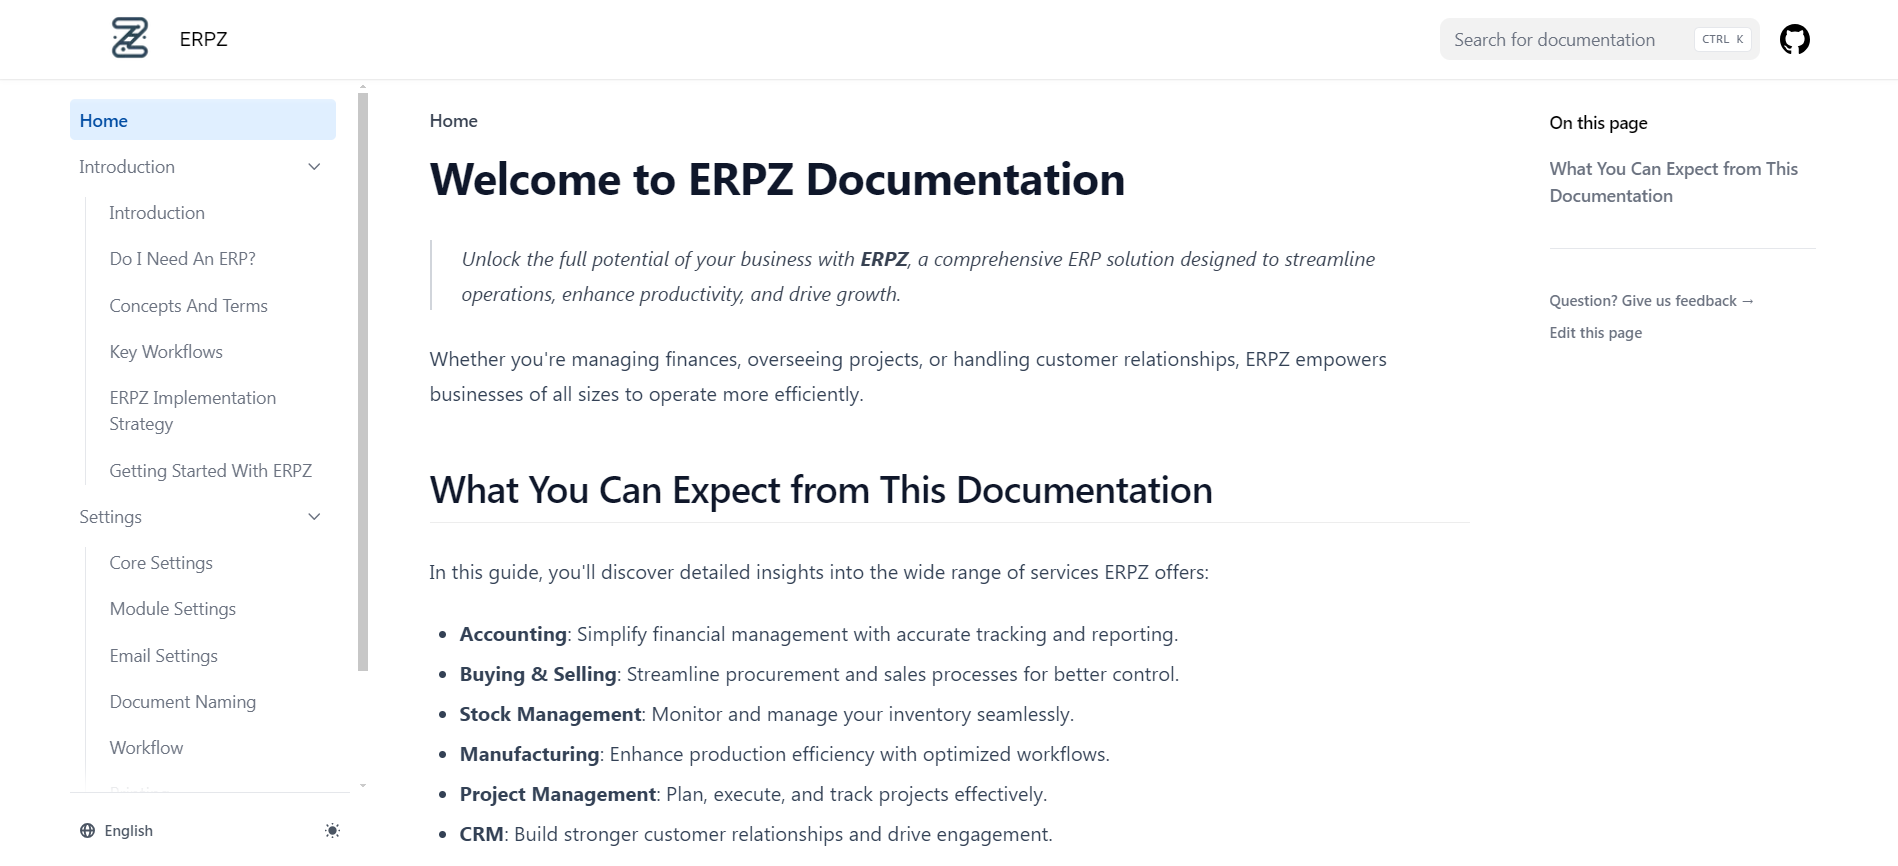 ERPZ
Search for documentation
CTRL K
Home
Introduction
Introduction
Do I Need An ERP?
Concepts And Terms
Key Workflows
ERPZ Implementation
Strategy
Getting Started With ERPZ
Settings
Core Settings
Module Settings
Email Settings
Document Naming
Workflow
English
Home
Welcome to ERPZ Documentation
Unlock the full potential of your business with ERPZ, a comprehensive ERP solution designed to streamline
operations, enhance productivity, and drive growth.
Whether you're managing finances, overseeing projects, or handling customer relationships, ERPZ empowers
businesses of all sizes to operate more efficiently.
What You Can Expect from This Documentation
In this guide, you'll discover detailed insights into the wide range of services ERPZ offers:
• Accounting: Simplify financial management with accurate tracking and reporting.
• Buying & Selling: Streamline procurement and sales processes for better control.
• Stock Management: Monitor and manage your inventory seamlessly.
• Manufacturing: Enhance production efficiency with optimized workflows.
• Project Management: Plan, execute, and track projects effectively.
• CRM: Build stronger customer relationships and drive engagement.
On this page
What You Can Expect from This
Documentation
Question? Give us feedback →
Edit this page